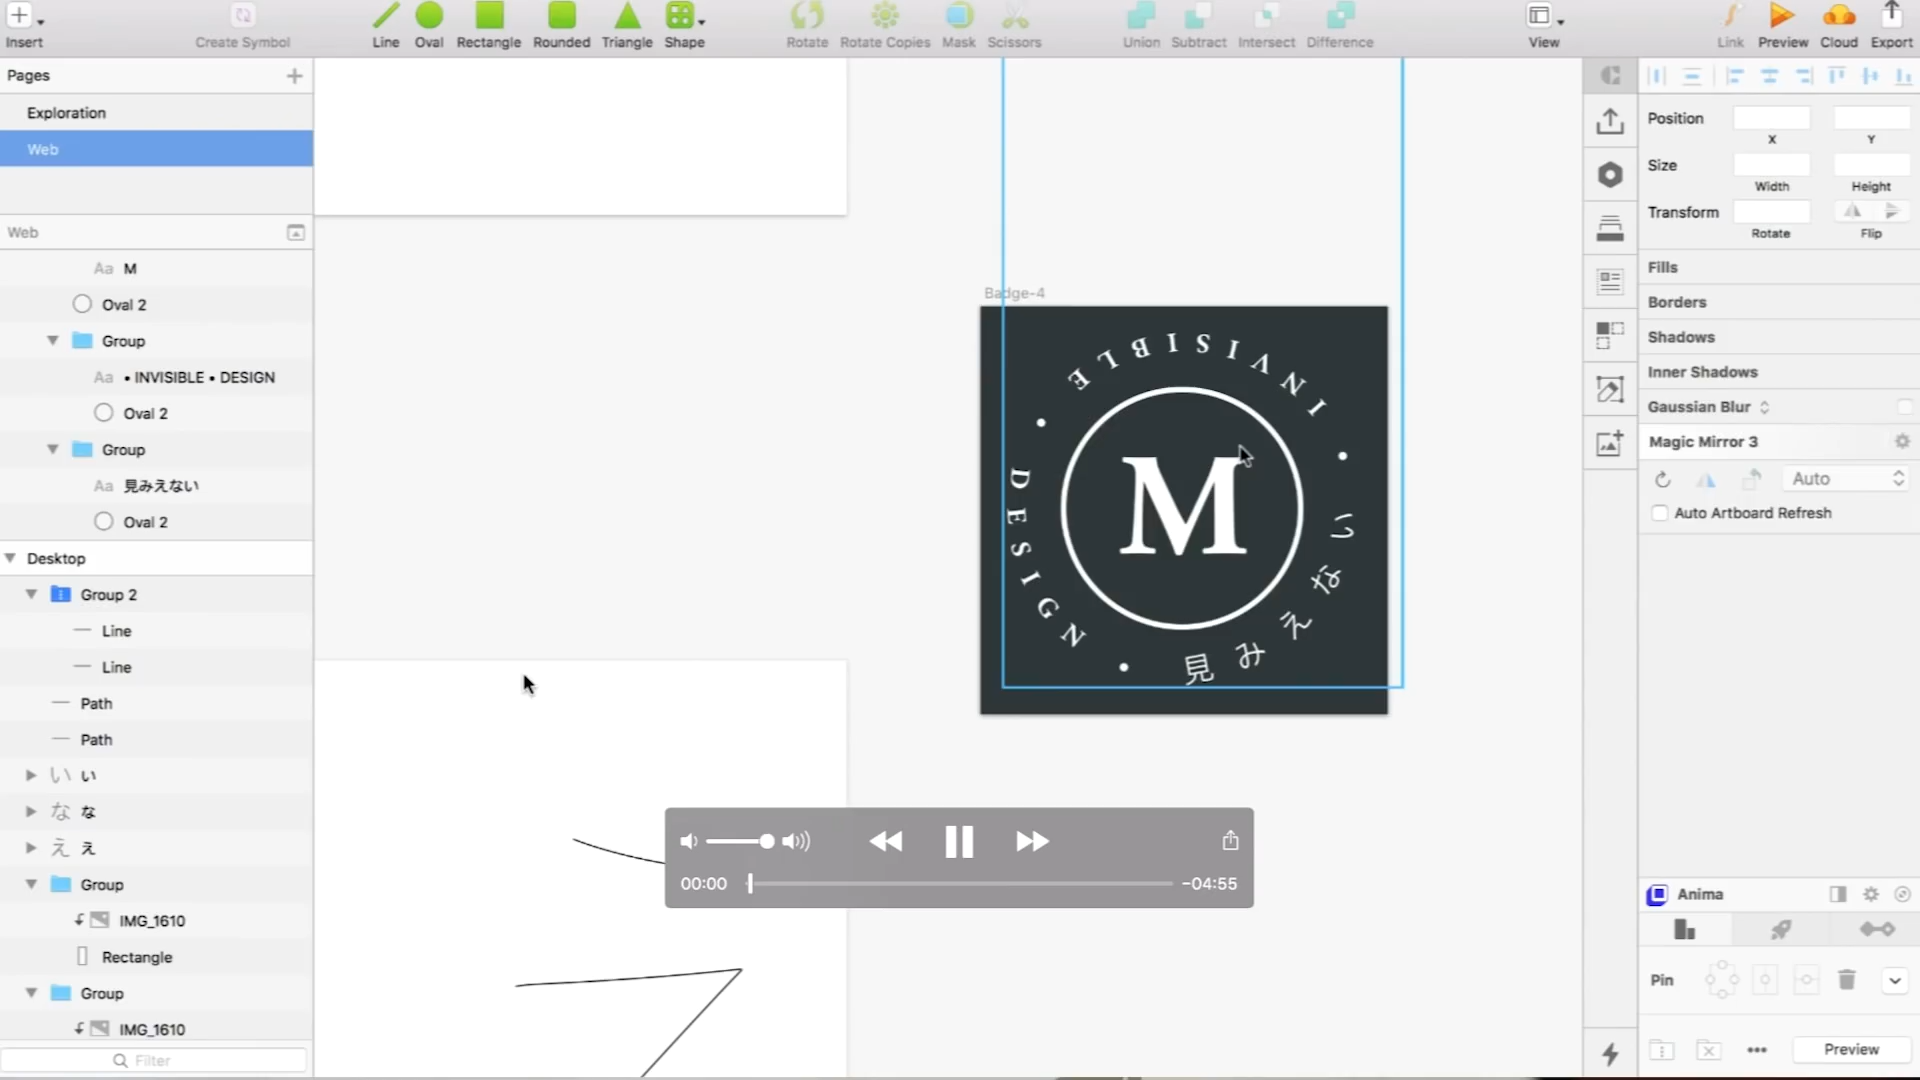 Insert
Create Symbol
Line
Oval
Rectangle
Rounded
Triangle
Shape
Rotate
Rotate Copies
Mask
Scissors
Union
Subtract
Intersect
Difference
View
Link
Preview
Cloud
Export
Pages
Exploration
Web
Web
Aa M
Oval 2
Group
Aa • INVISIBLE • DESIGN
Oval 2
Group
Aa 見みえない
Oval 2
Desktop
Group 2
Line
Line
Path
Path
い い
な な
え え
Group
IMG_1610
Rectangle
Group
IMG_1610
Filter
Badge-4
• INVISIBLE • DESIGN •
見みえない
M
00:00
-04:55
Position
X
Y
Size
Width
Height
Transform
Rotate
Flip
Fills
Borders
Shadows
Inner Shadows
Gaussian Blur
Magic Mirror 3
Auto
Auto Artboard Refresh
Anima
Pin
Preview